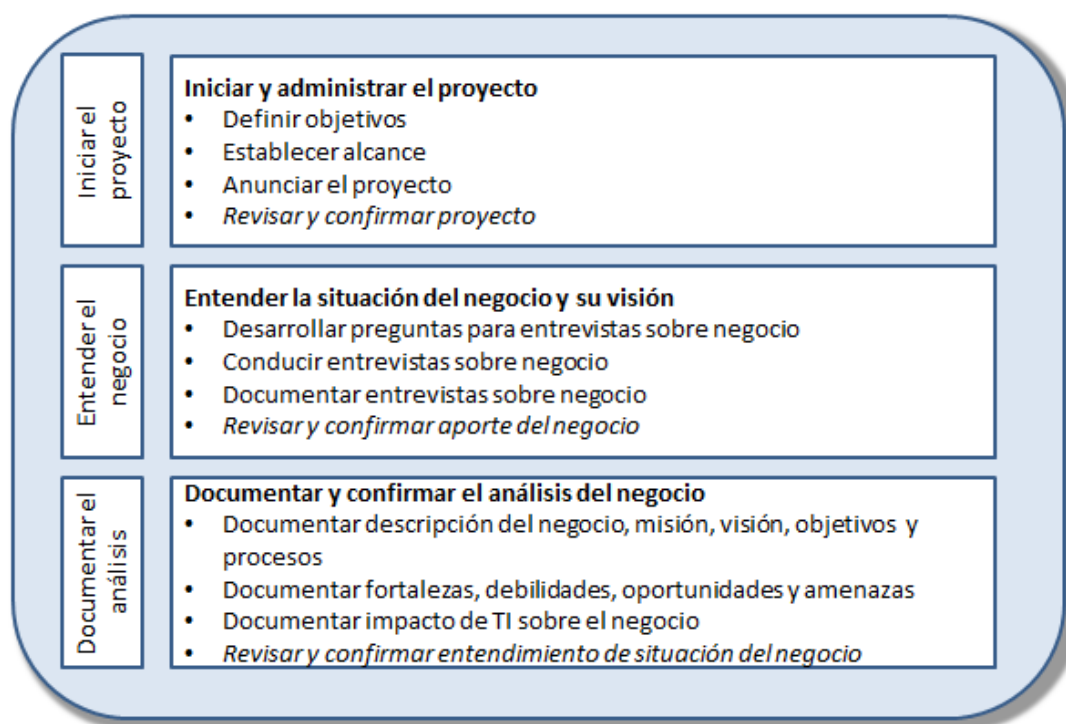 Iniciar el
proyecto
Iniciar y administrar el proyecto
• Definir objetivos
• Establecer alcance
• Anunciar el proyecto
• Revisar y confirmar proyecto
Entender el
negocio
Entender la situación del negocio y su visión
• Desarrollar preguntas para entrevistas sobre negocio
• Conducir entrevistas sobre negocio
• Documentar entrevistas sobre negocio
• Revisar y confirmar aporte del negocio
Documentar el
análisis
Documentar y confirmar el análisis del negocio
• Documentar descripción del negocio, misión, visión, objetivos y
procesos
• Documentar fortalezas, debilidades, oportunidades y amenazas
• Documentar impacto de TI sobre el negocio
• Revisar y confirmar entendimiento de situación del negocio